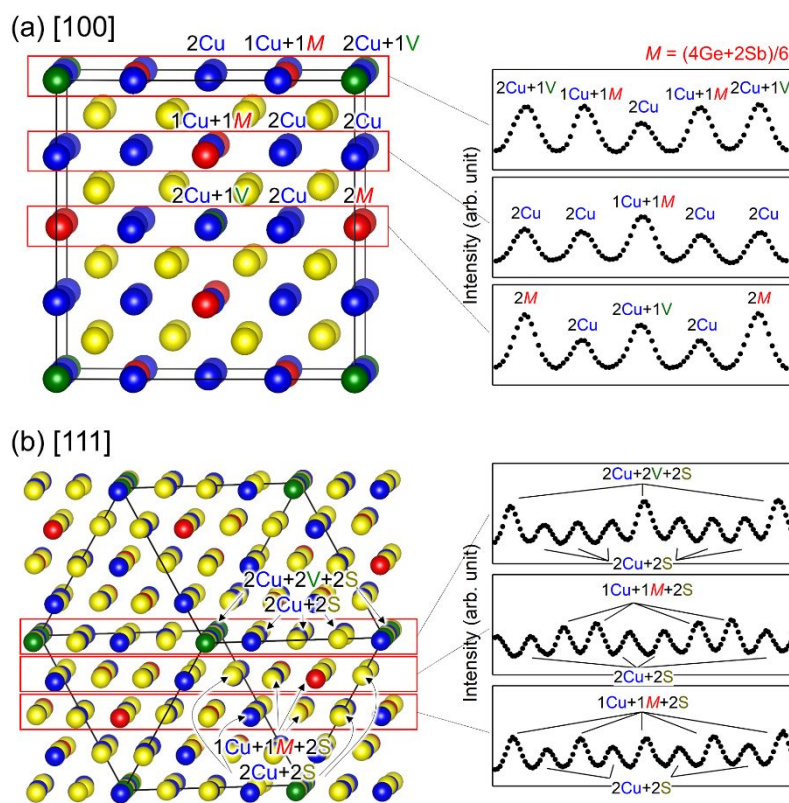 (a) [100]
2Cu 1Cu+1M 2Cu+1V
M = (4Ge+2Sb)/6
2Cu+1V 1Cu+1M 2Cu 1Cu+1M 2Cu+1V
1Cu+1M 2Cu 2Cu
2Cu 2Cu 1Cu+1M 2Cu 2Cu
2Cu+1V 2Cu 2M
2M 2Cu 2Cu+1V 2Cu 2M
Intensity (arb. unit)
(b) [111]
2Cu+2V+2S
2Cu+2S
1Cu+1M+2S
2Cu+2S
2Cu+2V+2S
2Cu+2S
1Cu+1M+2S
2Cu+2S
1Cu+1M+2S
2Cu+2S
Intensity (arb. unit)